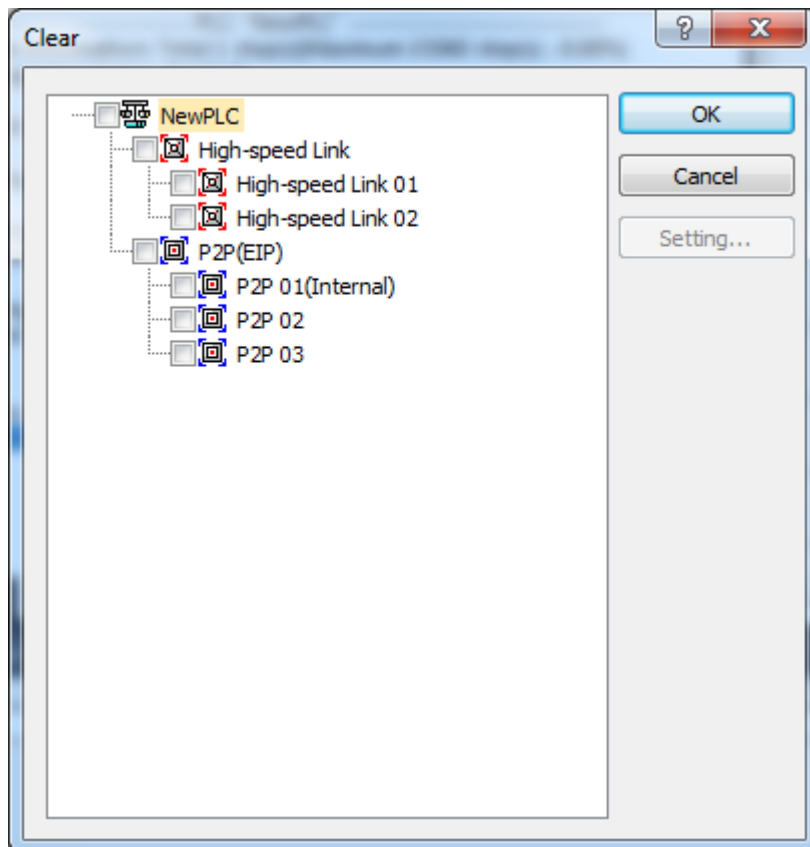 Clear
NewPLC
High-speed Link
High-speed Link 01
High-speed Link 02
P2P(EIP)
P2P 01(Internal)
P2P 02
P2P 03
OK
Cancel
Setting...